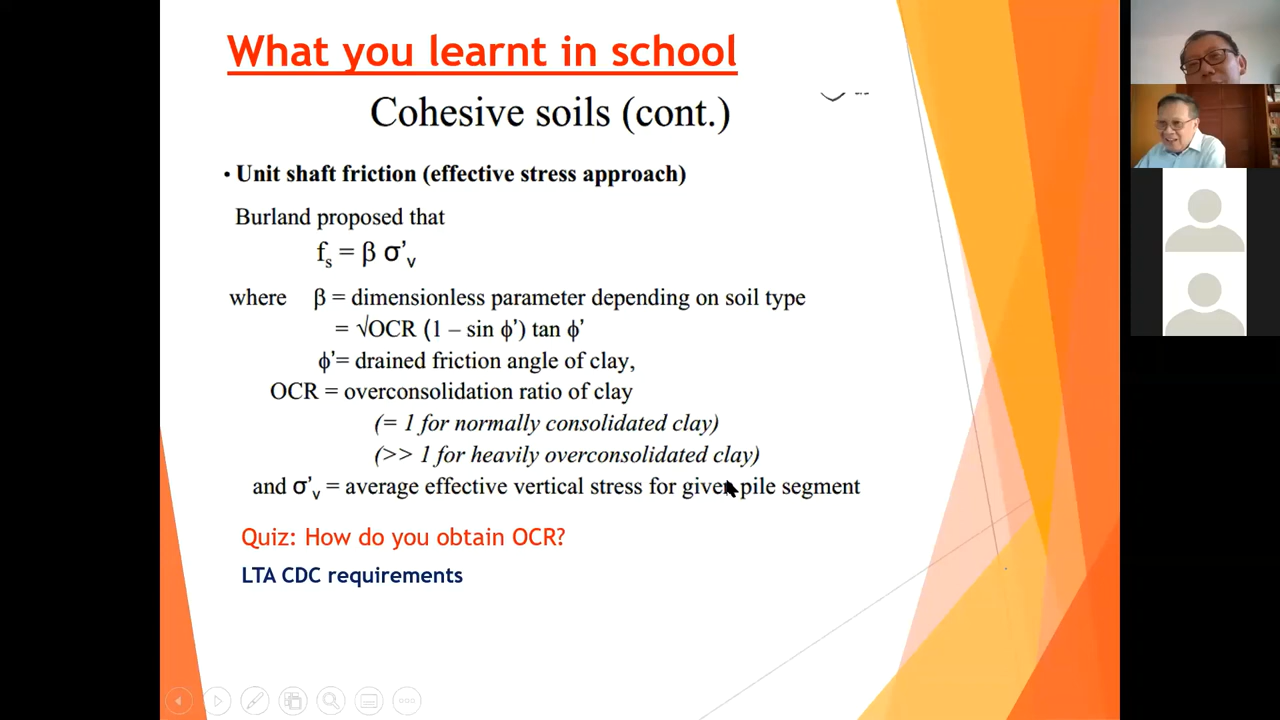 What you learnt in school
Cohesive soils (cont.)
• Unit shaft friction (effective stress approach)
Burland proposed that
fs = β σ’v
where β = dimensionless parameter depending on soil type
= √OCR (1 – sin ϕ’) tan ϕ’
ϕ’= drained friction angle of clay,
OCR = overconsolidation ratio of clay
(= 1 for normally consolidated clay)
(>> 1 for heavily overconsolidated clay)
and σ’v = average effective vertical stress for given pile segment
Quiz: How do you obtain OCR?
LTA CDC requirements